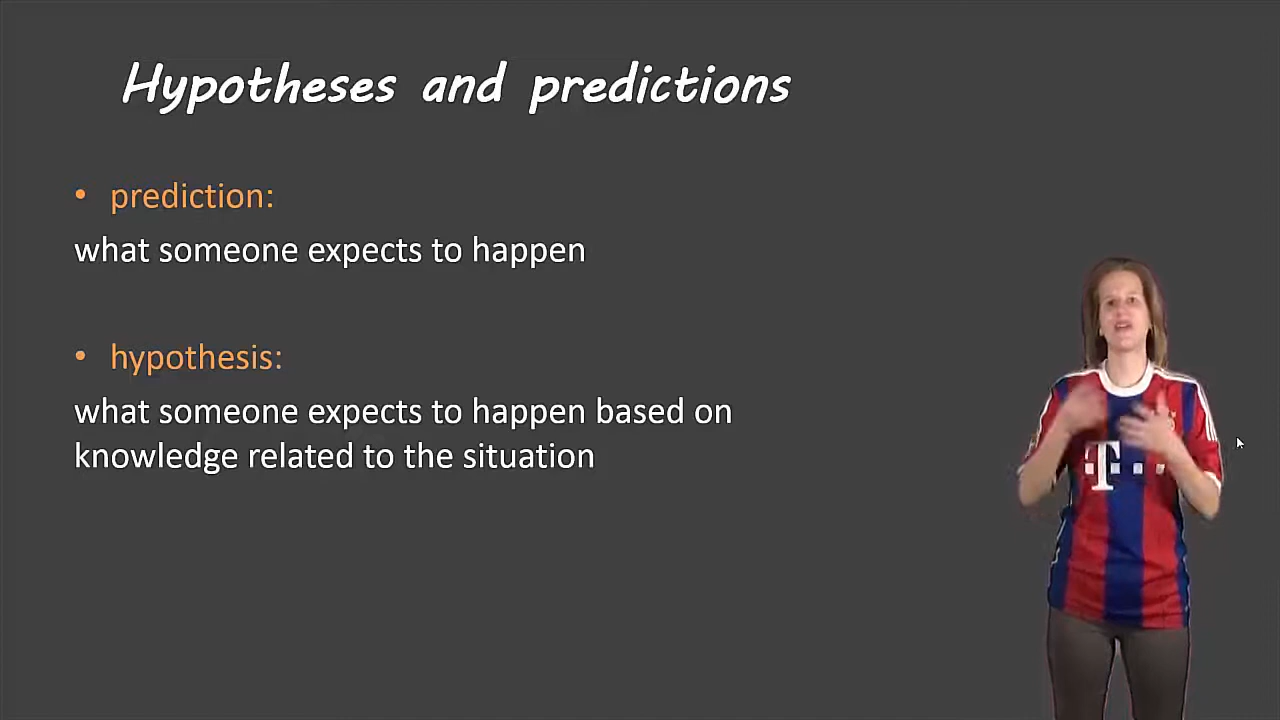 Hypotheses and predictions
• prediction:
what someone expects to happen
• hypothesis:
what someone expects to happen based on
knowledge related to the situation
T